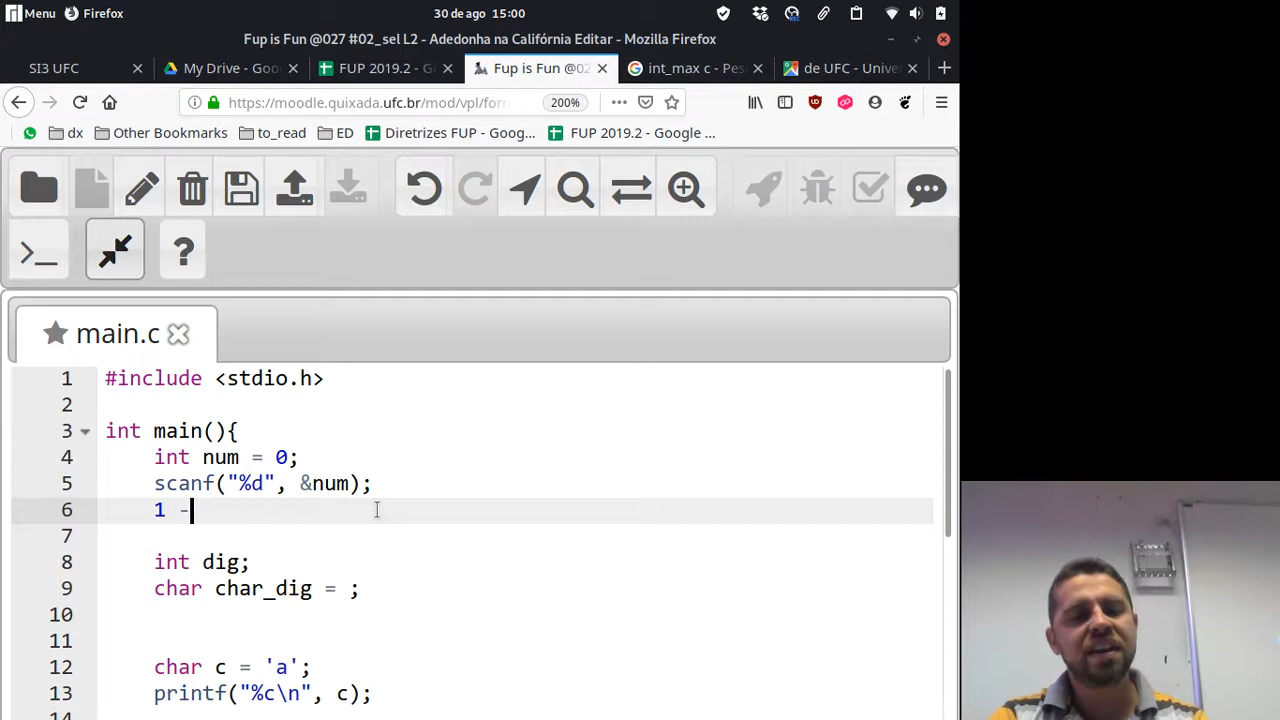 Menu Firefox 30 de ago 15:00
Fup is Fun @027 #02_sel L2 - Adedonha na Califórnia Editar - Mozilla Firefox
SI3 UFC My Drive - Goo FUP 2019.2 - G Fup is Fun @02 int_max c - Pes de UFC - Unive
https://moodle.quixada.ufc.br/mod/vpl/for 200%
dx Other Bookmarks to_read ED Diretrizes FUP - Goog... FUP 2019.2 - Google ...
>_ ?
main.c
1 #include <stdio.h>
2
3 int main(){
4 int num = 0;
5 scanf("%d", &num);
6 1 -
7
8 int dig;
9 char char_dig = ;
10
11
12 char c = 'a';
13 printf("%c\n", c);
14